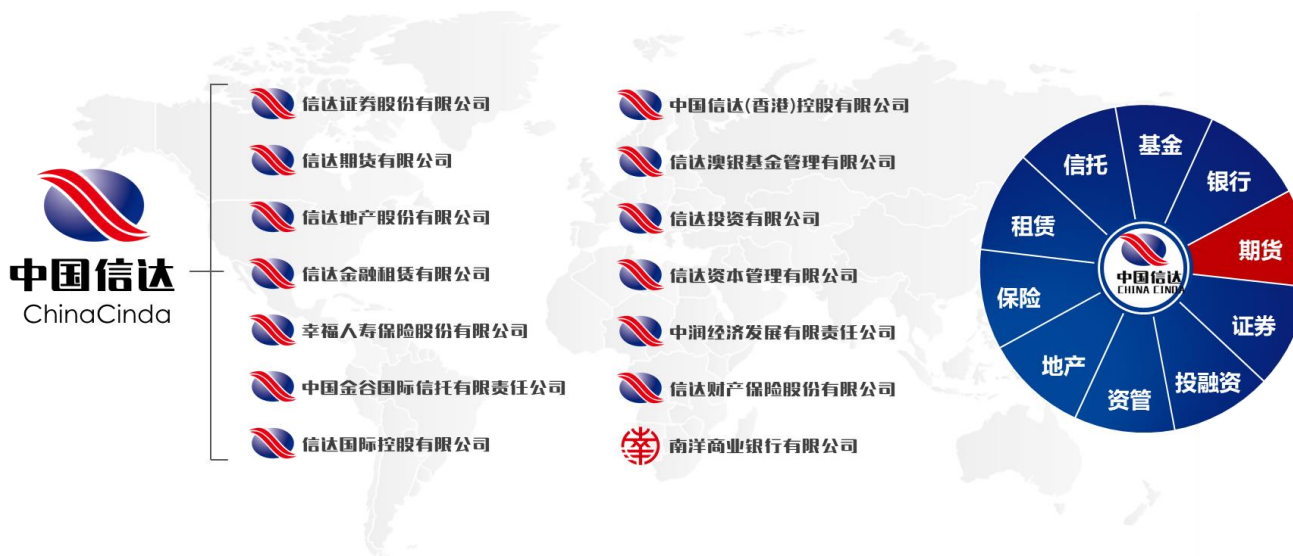 中国信达
ChinaCinda
信达证券股份有限公司
信达期货有限公司
信达地产股份有限公司
信达金融租赁有限公司
幸福人寿保险股份有限公司
中国金谷国际信托有限责任公司
信达国际控股有限公司
中国信达(香港)控股有限公司
信达澳银基金管理有限公司
信达投资有限公司
信达资本管理有限公司
中润经济发展有限责任公司
信达财产保险股份有限公司
南洋商业银行有限公司
基金
银行
期货
证券
投融资
资管
地产
保险
租赁
信托
中国信达
CHINA CINDA